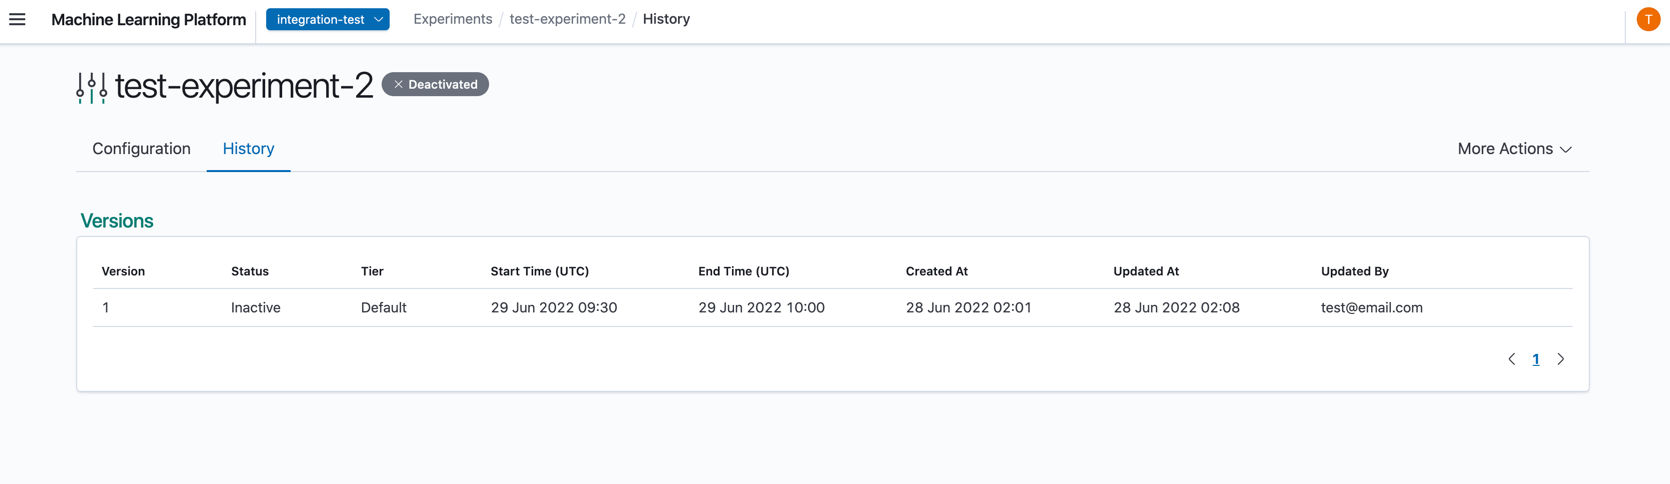 Machine Learning Platform integration-test Experiments / test-experiment-2 / History T
test-experiment-2 Deactivated
Configuration History More Actions
Versions
Version Status Tier Start Time (UTC) End Time (UTC) Created At Updated At Updated By
1 Inactive Default 29 Jun 2022 09:30 29 Jun 2022 10:00 28 Jun 2022 02:01 28 Jun 2022 02:08 test@email.com
1